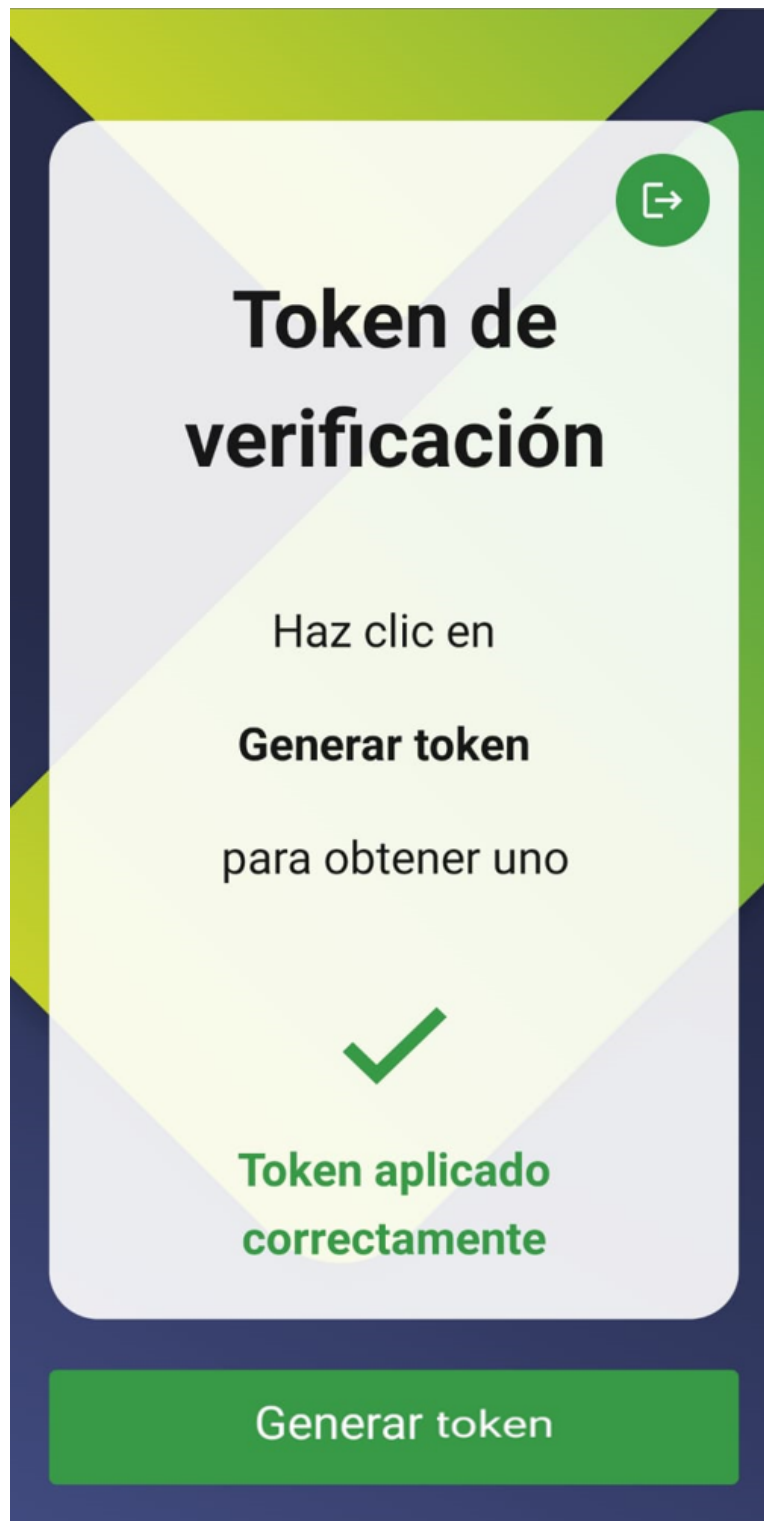 Token de
verificación
Haz clic en
Generar token
para obtener uno
Token aplicado
correctamente
Generar token